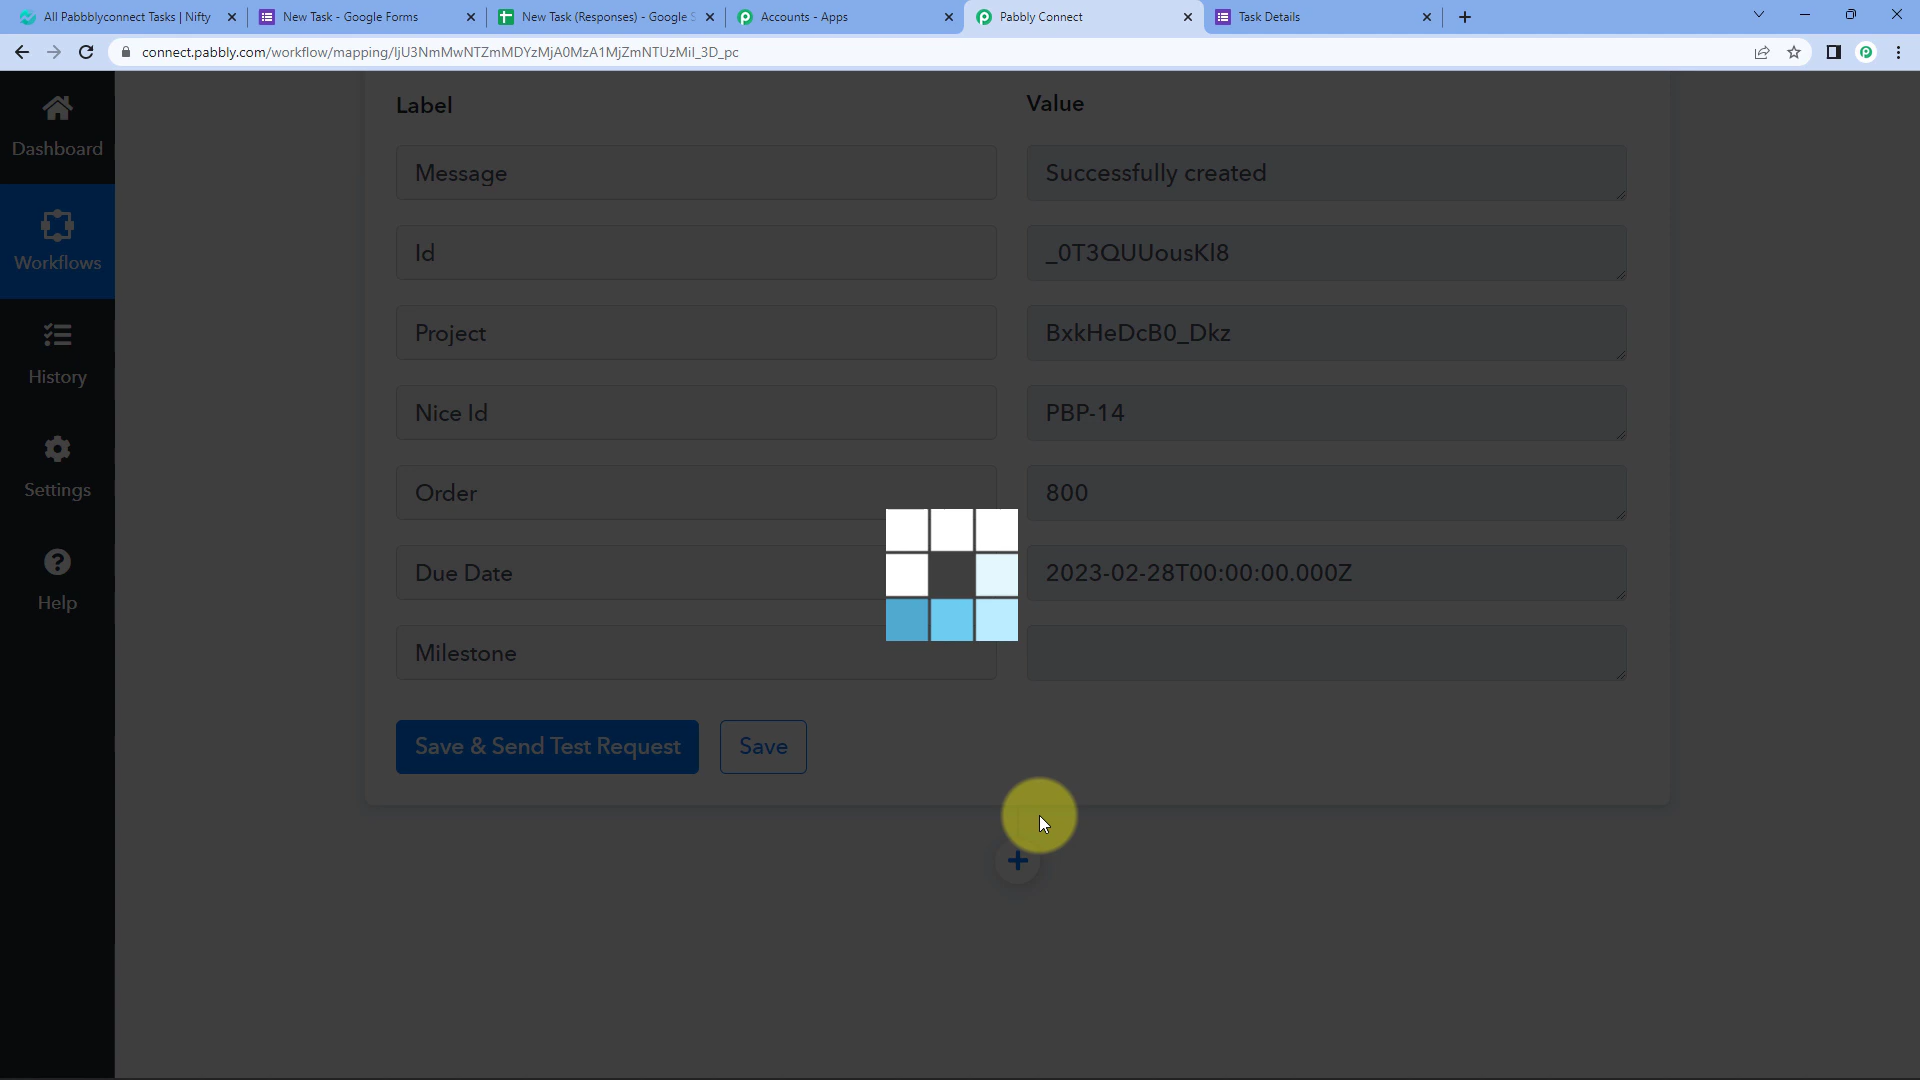 All Pabbblyconnect Tasks | Nifty
New Task - Google Forms
New Task (Responses) - Google S
Accounts - Apps
Pabbly Connect
Task Details
connect.pabbly.com/workflow/mapping/IjU3NmMwNTZmMDYzMjA0MzA1MjZmNTUzMiI_3D_pc
Label
Value
Dashboard
Message
Successfully created
Workflows
Id
_0T3QUUousKl8
Project
BxkHeDcB0_Dkz
History
Nice Id
PBP-14
Settings
Order
800
Due Date
2023-02-28T00:00:00.000Z
Help
Milestone
Save & Send Test Request
Save